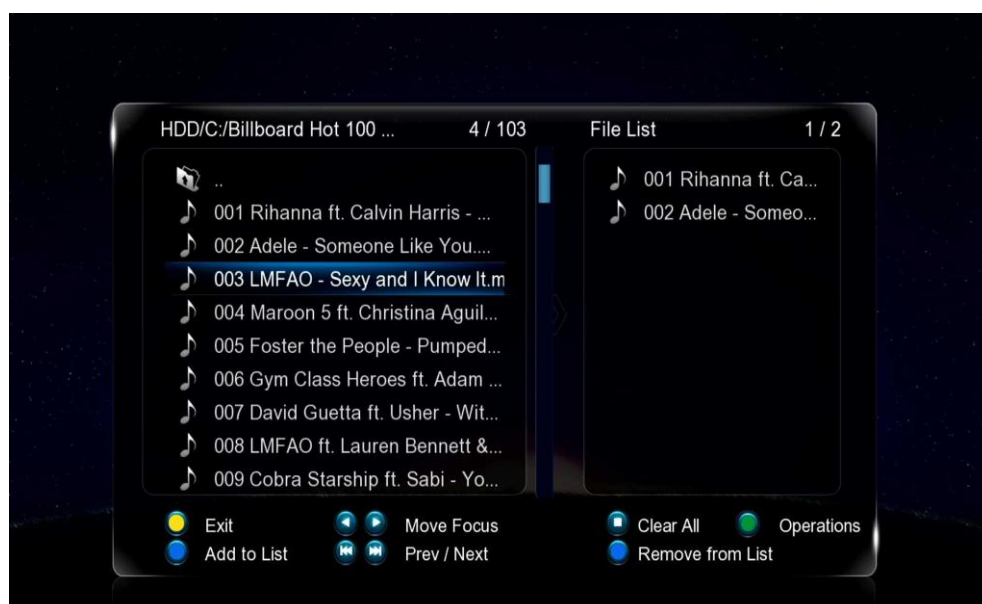 HDD/C:/Billboard Hot 100 ... 4 / 103
..
001 Rihanna ft. Calvin Harris - ...
002 Adele - Someone Like You....
003 LMFAO - Sexy and I Know It.m
004 Maroon 5 ft. Christina Aguil...
005 Foster the People - Pumped...
006 Gym Class Heroes ft. Adam ...
007 David Guetta ft. Usher - Wit...
008 LMFAO ft. Lauren Bennett &...
009 Cobra Starship ft. Sabi - Yo...
File List 1 / 2
001 Rihanna ft. Ca...
002 Adele - Someo...
Exit Move Focus
Add to List Prev / Next
Clear All Operations
Remove from List